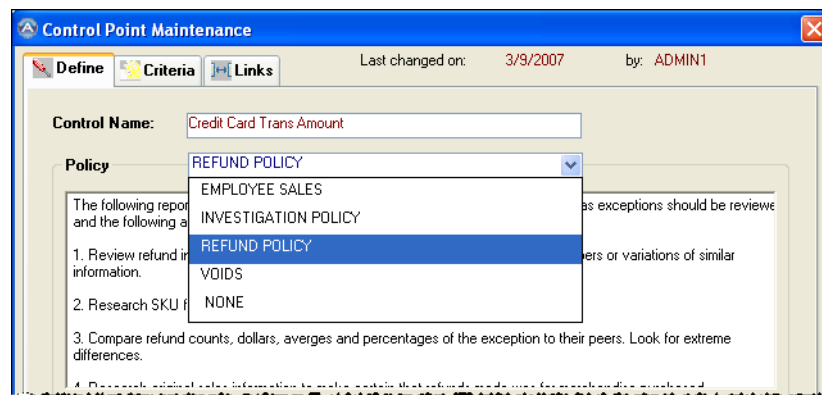 Control Point Maintenance
Define Criteria Links Last changed on: 3/9/2007 by: ADMIN1
Control Name: Credit Card Trans Amount
Policy REFUND POLICY
EMPLOYEE SALES
The following repor as exceptions should be reviewe
INVESTIGATION POLICY
and the following a
REFUND POLICY
1. Review refund in ers or variations of similar
information.
VOIDS
2. Research SKU f
NONE
3. Compare refund counts, dollars, averges and percentages of the exception to their peers. Look for extreme
differences.